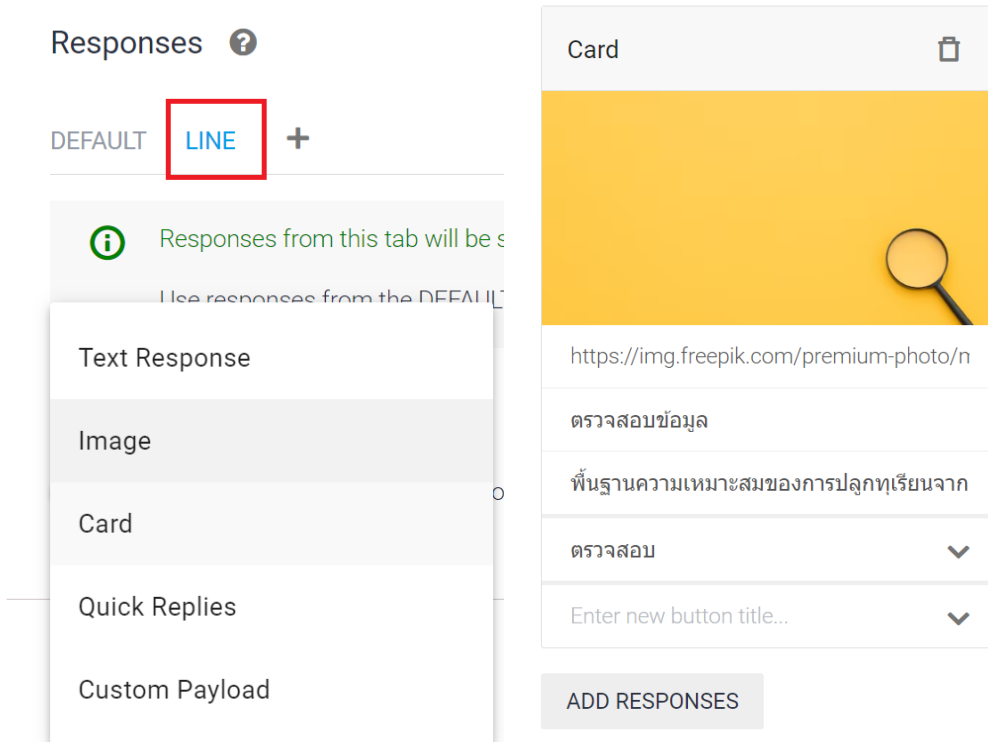 Responses
DEFAULT LINE
Responses from this tab will be s
Use responses from the DEFAUL
Text Response
Image
Card
Quick Replies
Custom Payload
Card
https://img.freepik.com/premium-photo/n
ตรวจสอบข้อมูล
พื้นฐานความเหมาะสมของการปลูกทุเรียนจาก
ตรวจสอบ
Enter new button title...
ADD RESPONSES